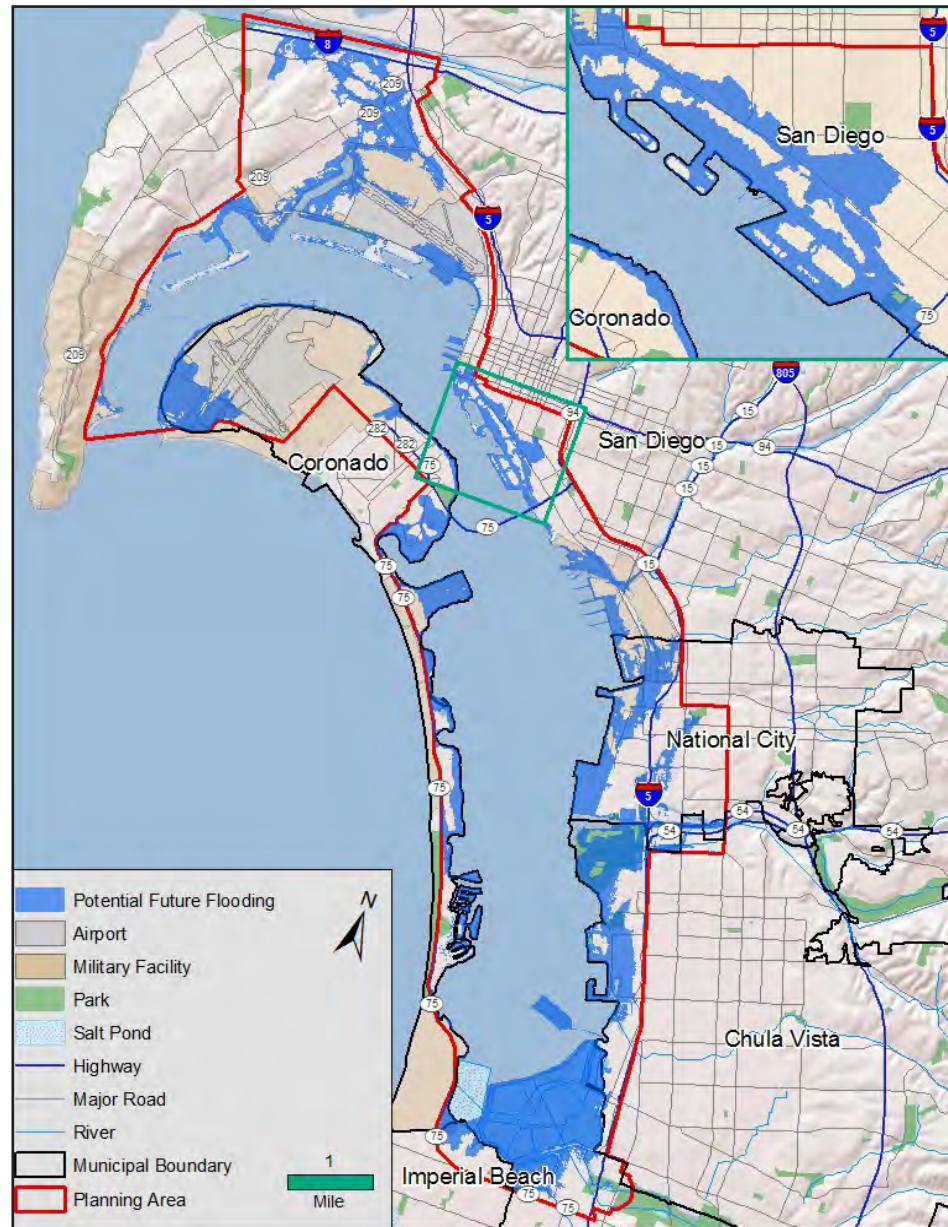 8
5
5
209
San Diego
209
209
5
209
Coronado
75
805
209
94
15
San Diego
15
94
282
15
282
Coronado
75
15
75
75
15
75
National City
5
75
54
54
54
54
75
Chula Vista
75
Imperial Beach
75
75
Potential Future Flooding
Airport
Military Facility
Park
Salt Pond
Highway
Major Road
River
Municipal Boundary
Planning Area
N
1
Mile